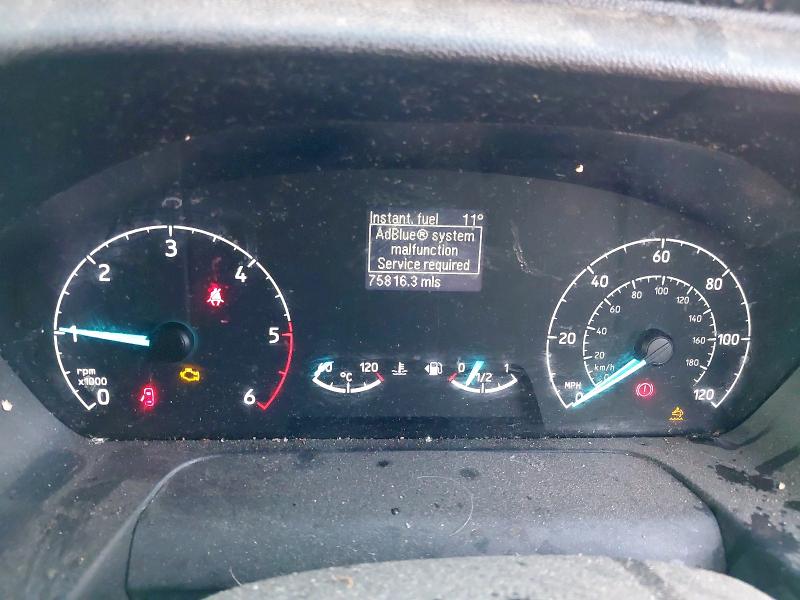 Instant. fuel 11°
AdBlue® system
malfunction
Service required
75816.3 mls
0
1
2
3
4
5
6
rpm
x1000
60 120
°C
0 1/2 1
0
20
40
60
80
100
120
MPH
20
40
60
80
100
120
140
160
180
km/h